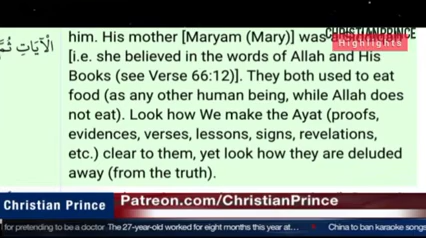 him. His mother [Maryam (Mary)] was a
CHRISTIANPRINCE
Highlights
الْآيَاتِ ثُمَّ
[i.e. she believed in the words of Allah and His
Books (see Verse 66:12)]. They both used to eat
food (as any other human being, while Allah does
not eat). Look how We make the Ayat (proofs,
evidences, verses, lessons, signs, revelations,
etc.) clear to them, yet look how they are deluded
away (from the truth).
Christian Prince
Patreon.com/ChristianPrince
for pretending to be a doctor The 27-year-old worked for eight months this year at…
China to ban karaoke songs